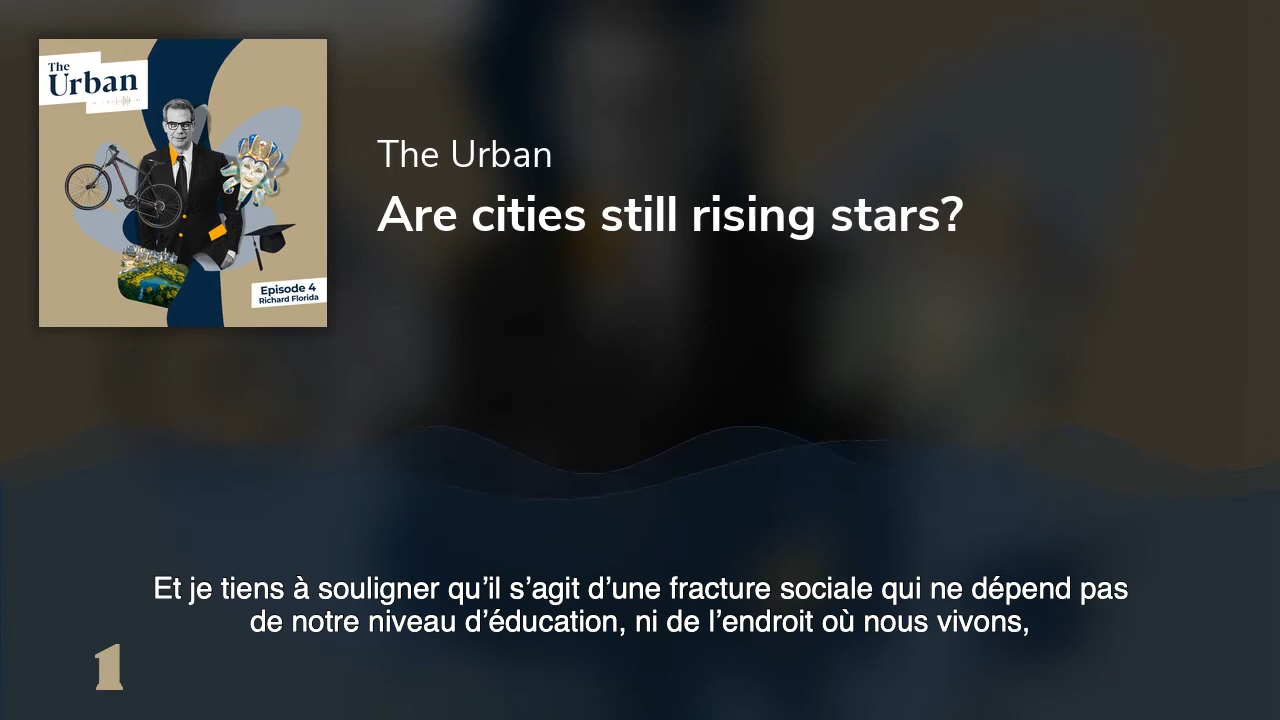 The
Urban
Episode 4
Richard Florida
The Urban
Are cities still rising stars?
Et je tiens à souligner qu’il s’agit d’une fracture sociale qui ne dépend pas
de notre niveau d’éducation, ni de l’endroit où nous vivons,
1